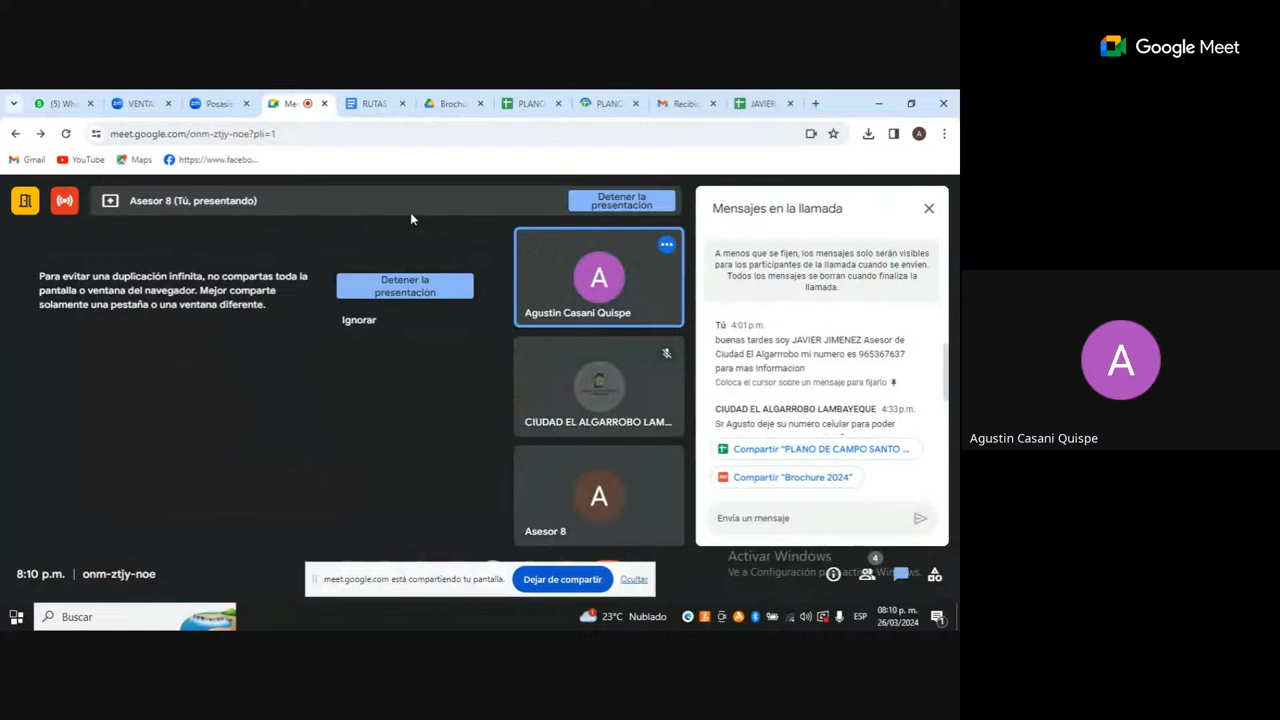 Google Meet
(5) Wh
VENTA
Posasi
Me
RUTAS
Brochu
PLANO
PLANC
Recibi
JAVIER
meet.google.com/onm-ztjy-noe?pli=1
A
Gmail
YouTube
Maps
https://www.facebo...
Asesor 8 (Tú, presentando)
Detener la
presentación
Para evitar una duplicación infinita, no compartas toda la
pantalla o ventana del navegador. Mejor comparte
solamente una pestaña o una ventana diferente.
Detener la
presentación
Ignorar
A
Agustin Casani Quispe
CIUDAD EL ALGARROBO LAM...
A
Asesor 8
Mensajes en la llamada
A menos que se fijen, los mensajes solo serán visibles
para los participantes de la llamada cuando se envíen.
Todos los mensajes se borran cuando finaliza la
llamada.
Tú 4:01 p.m.
buenas tardes soy JAVIER JIMENEZ Asesor de
Ciudad El Algarrrobo mi numero es 965367637
para mas Informacion
Coloca el cursor sobre un mensaje para fijarlo
CIUDAD EL ALGARROBO LAMBAYEQUE 4:33 p.m.
Sr Agusto deje su numero celular para poder
Compartir "PLANO DE CAMPO SANTO ...
Compartir "Brochure 2024"
Envía un mensaje
Activar Windows
Ve a Configuración para activar Windows.
4
8:10 p.m. | onm-ztjy-noe
meet.google.com está compartiendo tu pantalla.
Dejar de compartir
Ocultar
Buscar
23°C Nublado
ESP
08:10 p. m.
26/03/2024
1
A
Agustin Casani Quispe